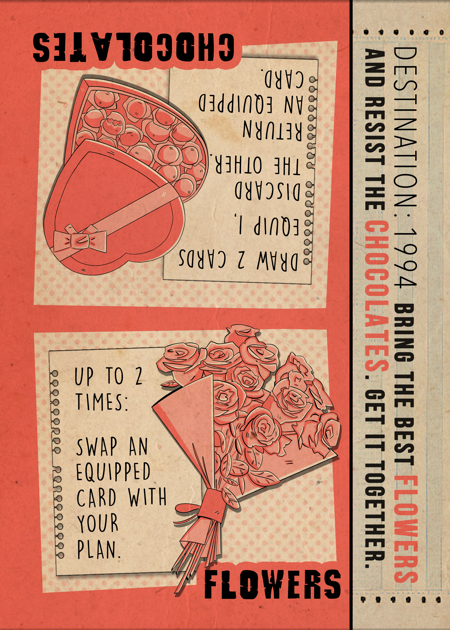 CHOCOLATES
DRAW 2 CARDS
EQUIP 1.
DISCARD
THE OTHER.
RETURN
AN EQUIPPED
CARD.
UP TO 2
TIMES:
SWAP AN
EQUIPPED
CARD WITH
YOUR
PLAN.
FLOWERS
DESTINATION: 1994 BRING THE BEST FLOWERS
AND RESIST THE CHOCOLATES. GET IT TOGETHER.